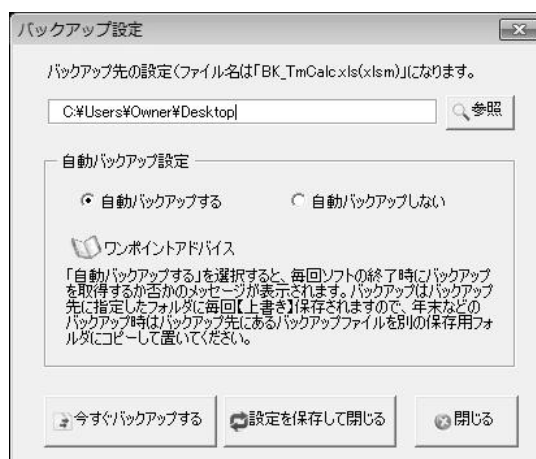 バックアップ設定
バックアップ先の設定(ファイル名は「BK_TmCalc.xls(xlsm)」になります。
C:¥Users¥Owner¥Desktop
参照
自動バックアップ設定
自動バックアップする
自動バックアップしない
ワンポイントアドバイス
「自動バックアップする」を選択すると、毎回ソフトの終了時にバックアップ
を取得するか否かのメッセージが表示されます。バックアップはバックアップ
先に指定したフォルダに毎回【上書き】保存されますので、年末などの
バックアップ時はバックアップ先にあるバックアップファイルを別の保存用フォ
ルダにコピーして置いてください。
今すぐバックアップする
設定を保存して閉じる
閉じる